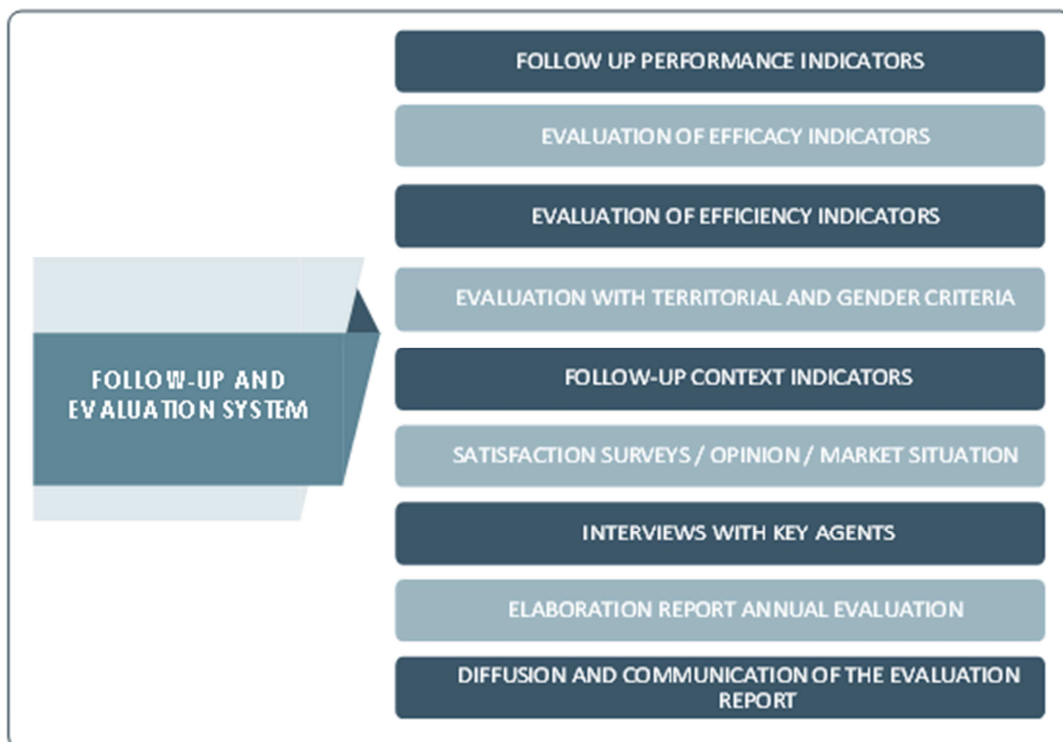 FOLLOW UP PERFORMANCE INDICATORS
EVALUATION OF EFFICACY INDICATORS
EVALUATION OF EFFICIENCY INDICATORS
EVALUATION WITH TERRITORIAL AND GENDER CRITERIA
FOLLOW-UP AND
EVALUATION SYSTEM
FOLLOW-UP CONTEXT INDICATORS
SATISFACTION SURVEYS / OPINION / MARKET SITUATION
INTERVIEWS WITH KEY AGENTS
ELABORATION REPORT ANNUAL EVALUATION
DIFFUSION AND COMMUNICATION OF THE EVALUATION
REPORT